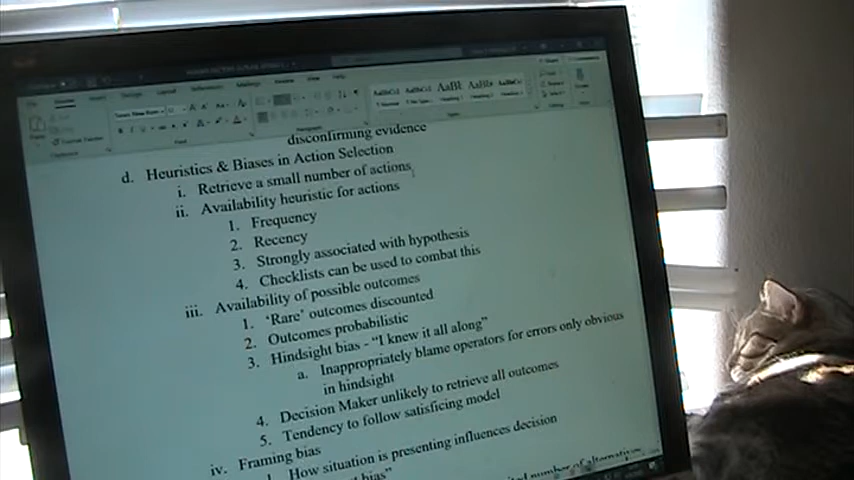 disconfirming evidence
d. Heuristics & Biases in Action Selection
i. Retrieve a small number of actions
ii. Availability heuristic for actions
1. Frequency
2. Recency
3. Strongly associated with hypothesis
4. Checklists can be used to combat this
iii. Availability of possible outcomes
1. ‘Rare’ outcomes discounted
2. Outcomes probabilistic
3. Hindsight bias - “I knew it all along”
a. Inappropriately blame operators for errors only obvious
in hindsight
4. Decision Maker unlikely to retrieve all outcomes
5. Tendency to follow satisficing model
iv. Framing bias
How situation is presenting influences decision
bias”
number of alternatives